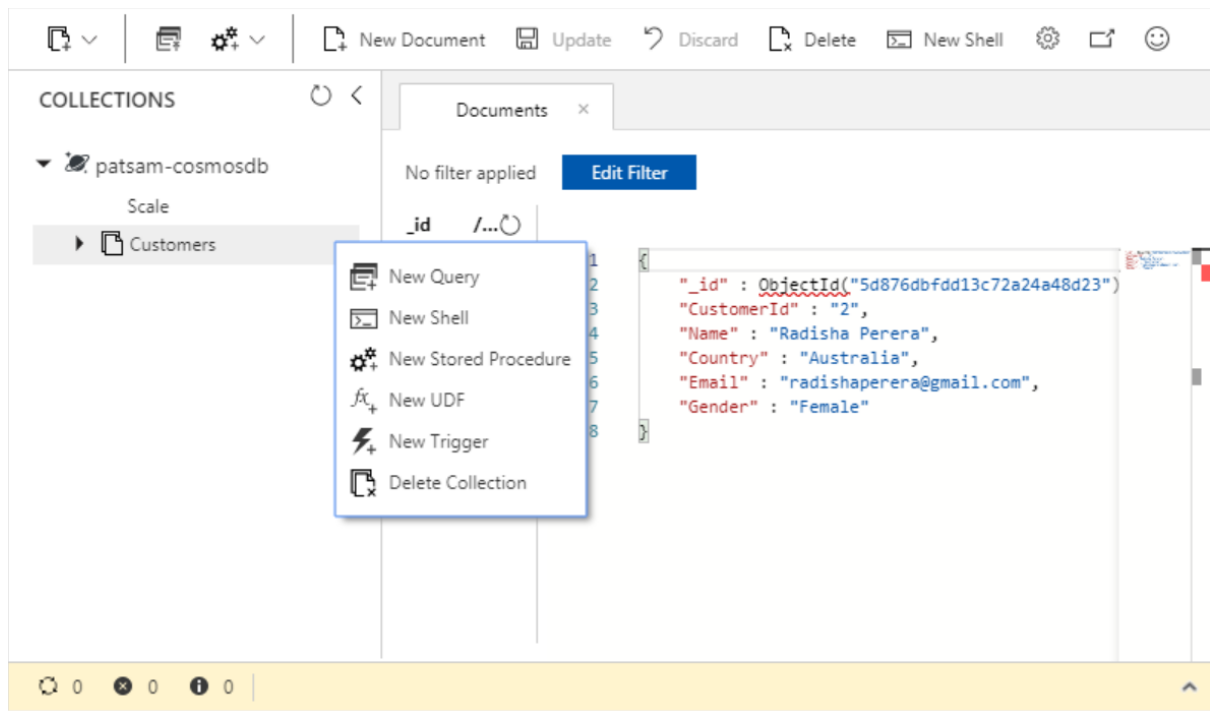 New Document Update Discard Delete New Shell
COLLECTIONS
Documents
patsam-cosmosdb
Scale
Customers
No filter applied Edit Filter
_id /...
New Query
New Shell
New Stored Procedure
New UDF
New Trigger
Delete Collection
1 {
2 "_id" : ObjectId("5d876dbfdd13c72a24a48d23")
3 "CustomerId" : "2",
4 "Name" : "Radisha Perera",
5 "Country" : "Australia",
6 "Email" : "radishaperera@gmail.com",
7 "Gender" : "Female"
8 }
0 0 0